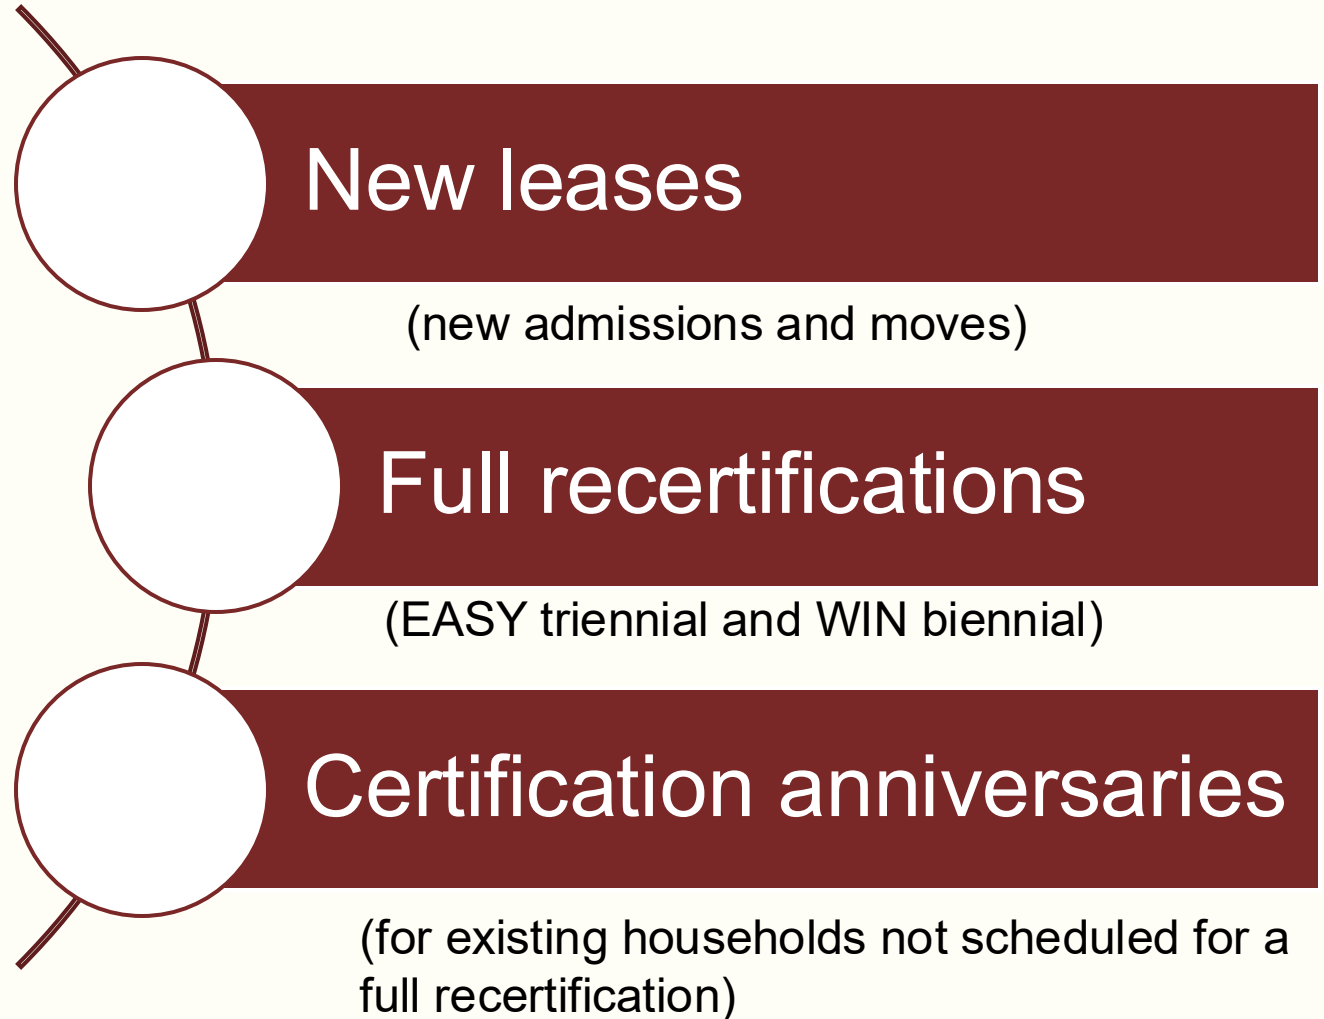 New leases
(new admissions and moves)
Full recertifications
(EASY triennial and WIN biennial)
Certification anniversaries
(for existing households not scheduled for a
full recertification)